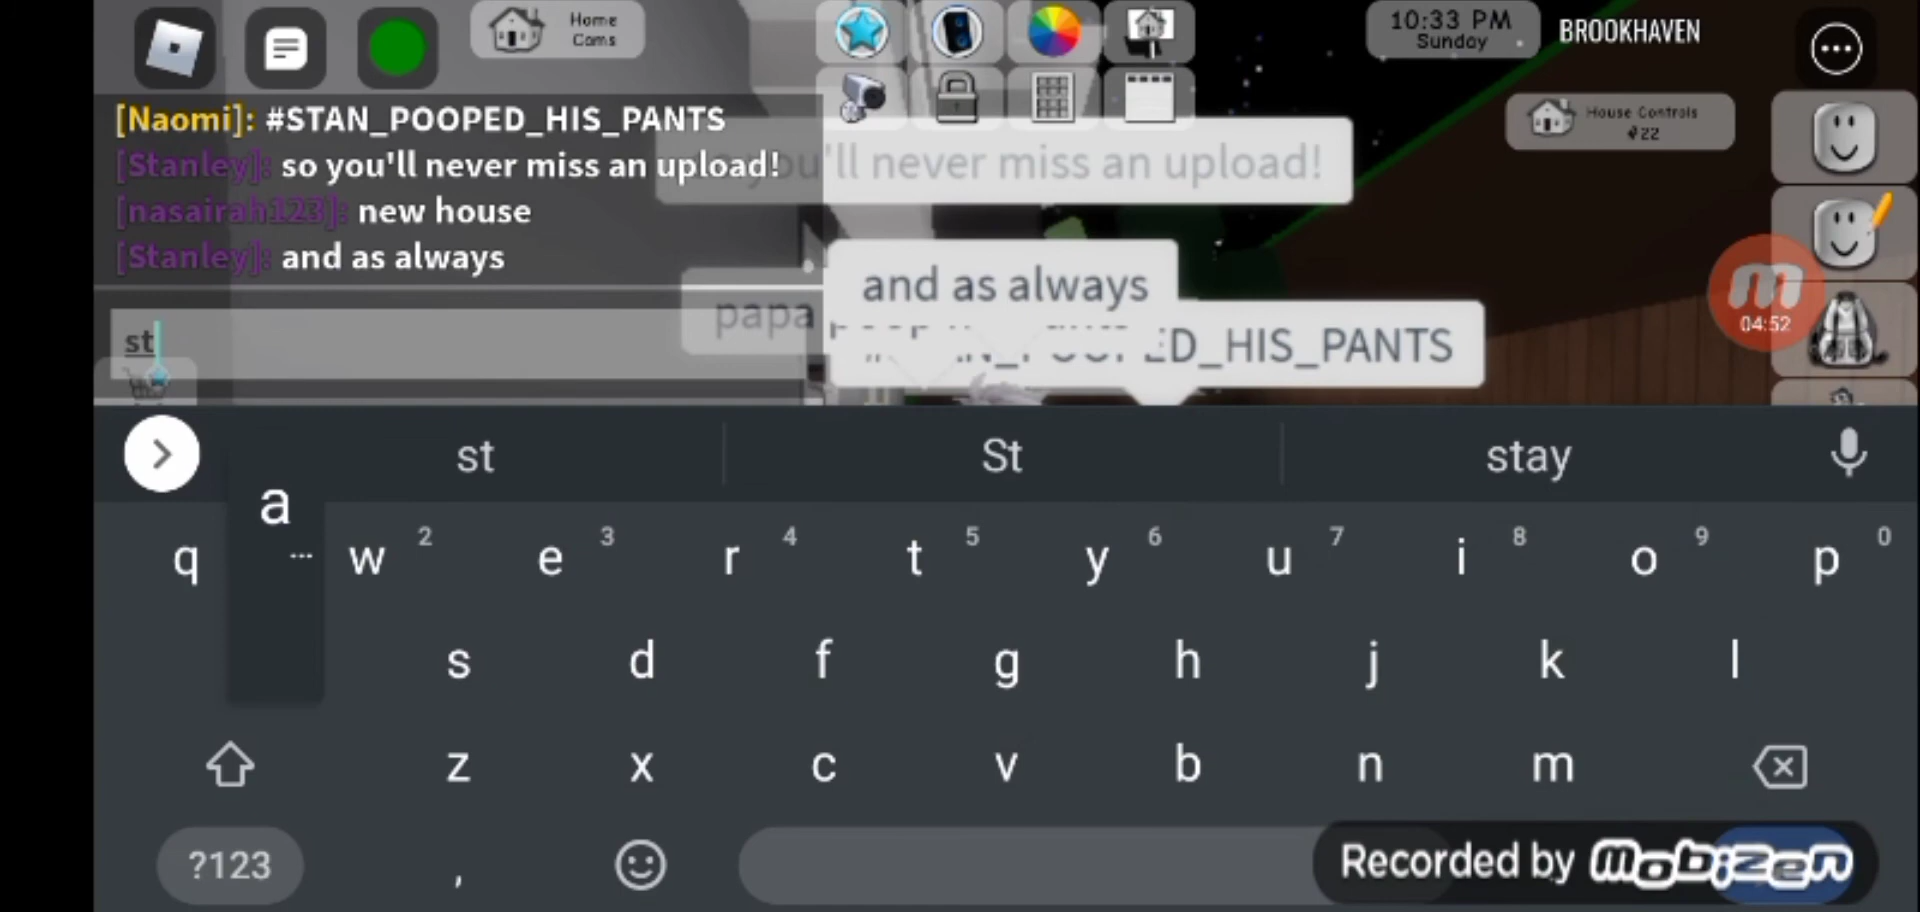 Home
Cams
10:33 PM
Sunday
BROOKHAVEN
House Controls
#22
[Naomi]: #STAN_POOPED_HIS_PANTS
[Stanley]: so you'll never miss an upload!
[nasairah123]: new house
[Stanley]: and as always
you'll never miss an upload!
and as always
papa
ED_HIS_PANTS
04:52
st
st St stay
a
q w 2 e 3 r 4 t 5 y 6 u 7 i 8 o 9 p 0
s d f g h j k l
z x c v b n m
?123 ,
Recorded by mobizen